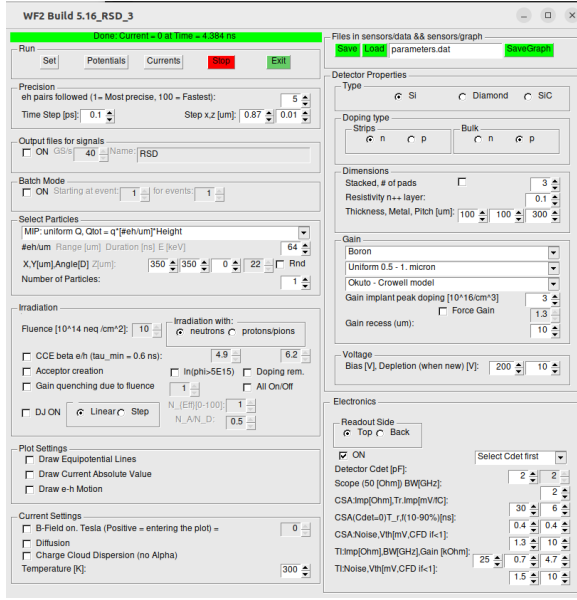 WF2 Build 5.16_RSD_3
Done: Current = 0 at Time = 4.384 ns
Run
Set Potentials Currents Stop Exit
Precision
eh pairs followed (1= Most precise, 100 = Fastest): 5
Time Step [ps]: 0.1 Step x,z [um]: 0.87 0.01
Output files for signals
ON GS/s 40 Name: RSD
Batch Mode
ON Starting at event: 1 for events: 1
Select Particles
MIP: uniform Q, Qtot = q*[#eh/um]*Height
#eh/um Range [um] Duration [ns] E [keV] 64
X,Y[um],Angle[D] Z[um]: 350 350 0 22 Rnd
Number of Particles: 1
Irradiation
Fluence [10^14 neq /cm^2]: 10
Irradiation with:
neutrons protons/pions
CCE beta e/h (tau_min = 0.6 ns): 4.9 6.2
Acceptor creation ln(phi>5E15) Doping rem.
Gain quenching due to fluence 1 All On/Off
DJ ON Linear Step
N_{Eff}[0-100]: 1
N_A/N_D: 0.5
Plot Settings
Draw Equipotential Lines
Draw Current Absolute Value
Draw e-h Motion
Current Settings
B-Field on. Tesla (Positive = entering the plot) = 0
Diffusion
Charge Cloud Dispersion (no Alpha)
Temperature [K]: 300
Files in sensors/data && sensors/graph
Save Load parameters.dat SaveGraph
Detector Properties
Type
Si Diamond SiC
Doping type
Strips Bulk
n p n p
Dimensions
Stacked, # of pads 3
Resistivity n++ layer: 0.1
Thickness, Metal, Pitch [um]: 100 100 300
Gain
Boron
Uniform 0.5 - 1. micron
Okuto - Crowell model
Gain implant peak doping [10^16/cm^3] 3
Force Gain 1.3
Gain recess (um): 10
Voltage
Bias [V], Depletion (when new) [V]: 200 10
Electronics
Readout Side
Top Back
ON Select Cdet first
Detector Cdet [pF]: 2 2
Scope (50 [Ohm]) BW[GHz]: 2
CSA:Imp[Ohm],Tr.Imp[mV/fC]: 30 6
CSA(Cdet=0)T_r,f(10-90%)[ns]: 0.4 0.4
CSA:Noise,Vth[mV,CFD if<1]: 1.3 10
TI:Imp[Ohm],BW[GHz],Gain [kOhm]: 25 0.7 4.7
TI:Noise,Vth[mV,CFD if<1]: 1.5 10